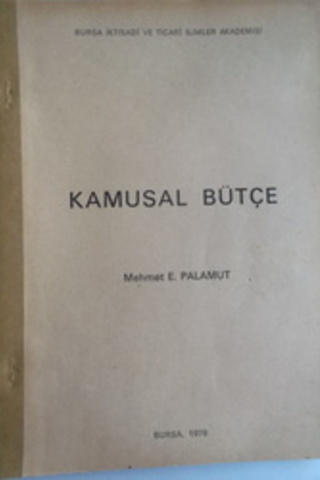 BURSA İKTİSADİ VE TİCARİ İLİMLER AKADEMİSİ
KAMUSAL BÜTÇE
Mehmet E. PALAMUT
BURSA, 1979